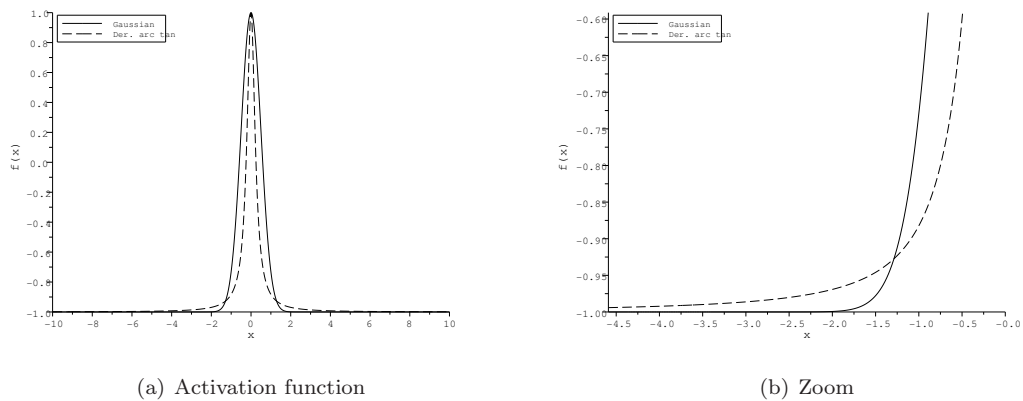 1.0
0.8
0.6
0.4
0.2
0.0
-0.2
-0.4
-0.6
-0.8
-1.0
f(x)
-10 -8 -6 -4 -2 0 2 4 6 8 10
x
Gaussian
Der. arc tan
(a) Activation function
-0.60
-0.65
-0.70
-0.75
-0.80
-0.85
-0.90
-0.95
-1.00
f(x)
-4.5 -4.0 -3.5 -3.0 -2.5 -2.0 -1.5 -1.0 -0.5 -0.0
x
Gaussian
Der. arc tan
(b) Zoom